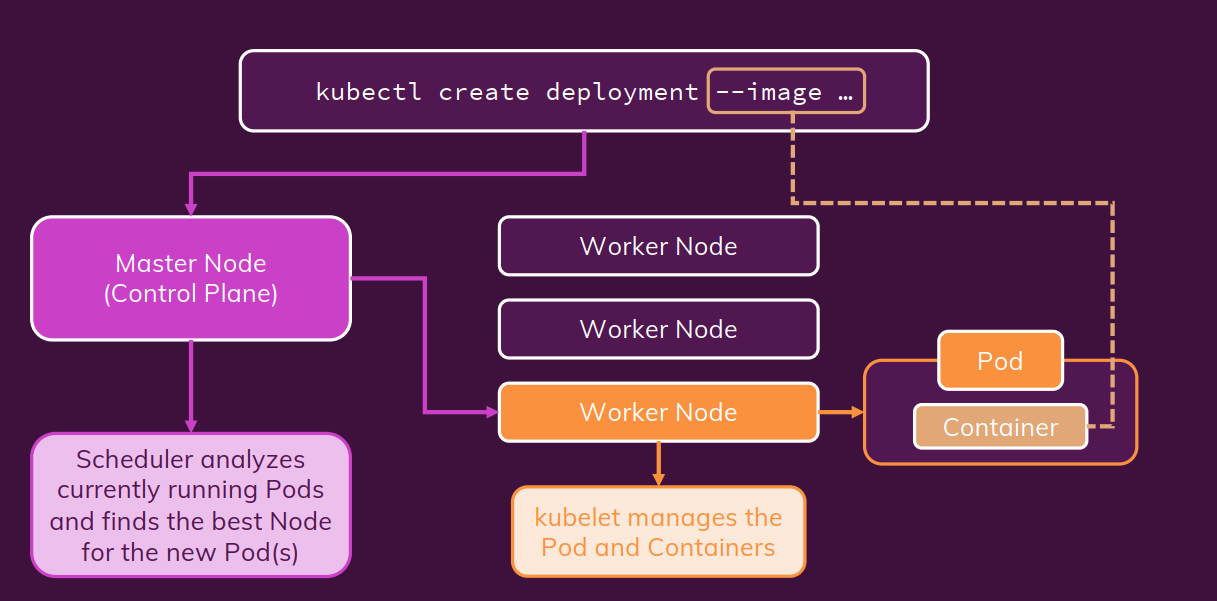 kubectl create deployment --image …
Master Node
(Control Plane)
Worker Node
Worker Node
Worker Node
Pod
Container
Scheduler analyzes
currently running Pods
and finds the best Node
for the new Pod(s)
kubelet manages the
Pod and Containers